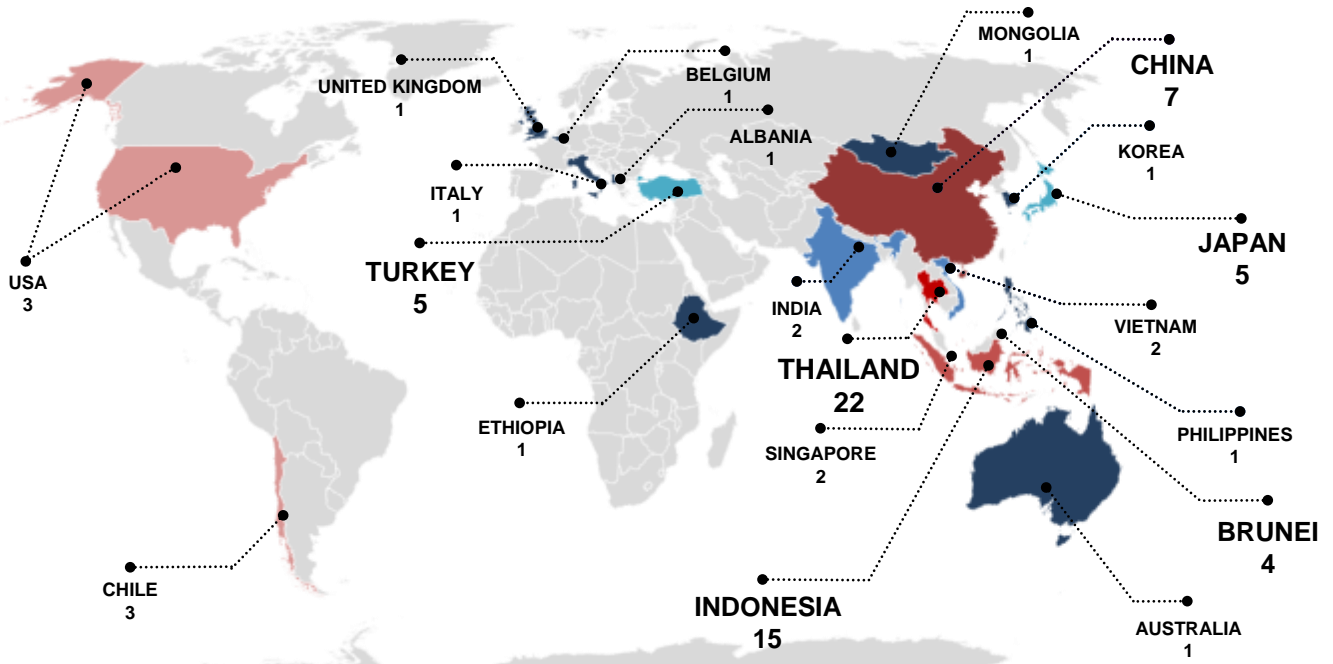 MONGOLIA
1
CHINA
7
UNITED KINGDOM
1
BELGIUM
1
ALBANIA
1
KOREA
1
ITALY
1
JAPAN
5
TURKEY
5
USA
3
INDIA
2
VIETNAM
2
THAILAND
22
ETHIOPIA
1
SINGAPORE
2
PHILIPPINES
1
BRUNEI
4
CHILE
3
INDONESIA
15
AUSTRALIA
1